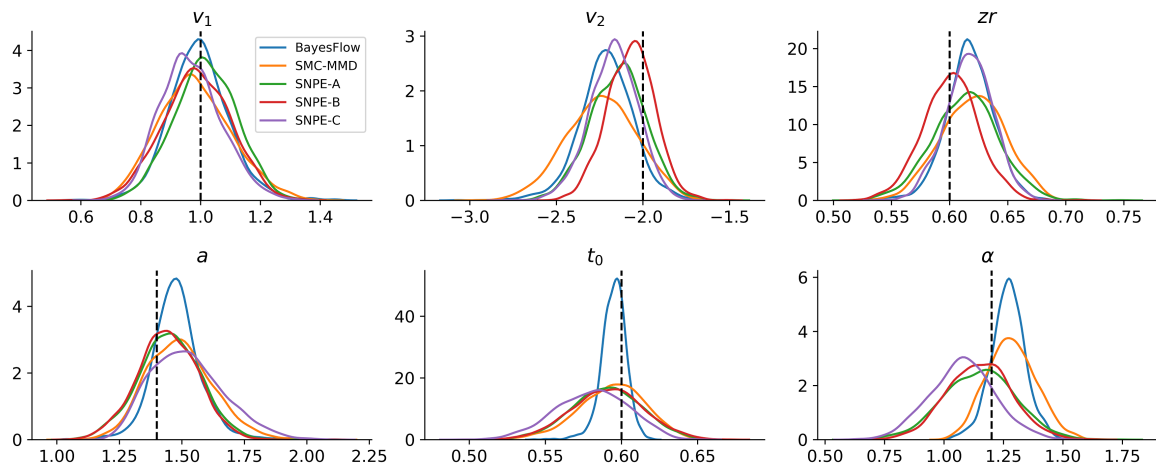 v₁ v₂ zr
4 3 2 1 0
0.6 0.8 1.0 1.2 1.4
BayesFlow
SMC-MMD
SNPE-A
SNPE-B
SNPE-C
3 2 1 0
−3.0 −2.5 −2.0 −1.5
20 15 10 5 0
0.50 0.55 0.60 0.65 0.70 0.75
a t₀ α
4 2 0
1.00 1.25 1.50 1.75 2.00 2.25
40 20 0
0.50 0.55 0.60 0.65
6 4 2 0
0.50 0.75 1.00 1.25 1.50 1.75